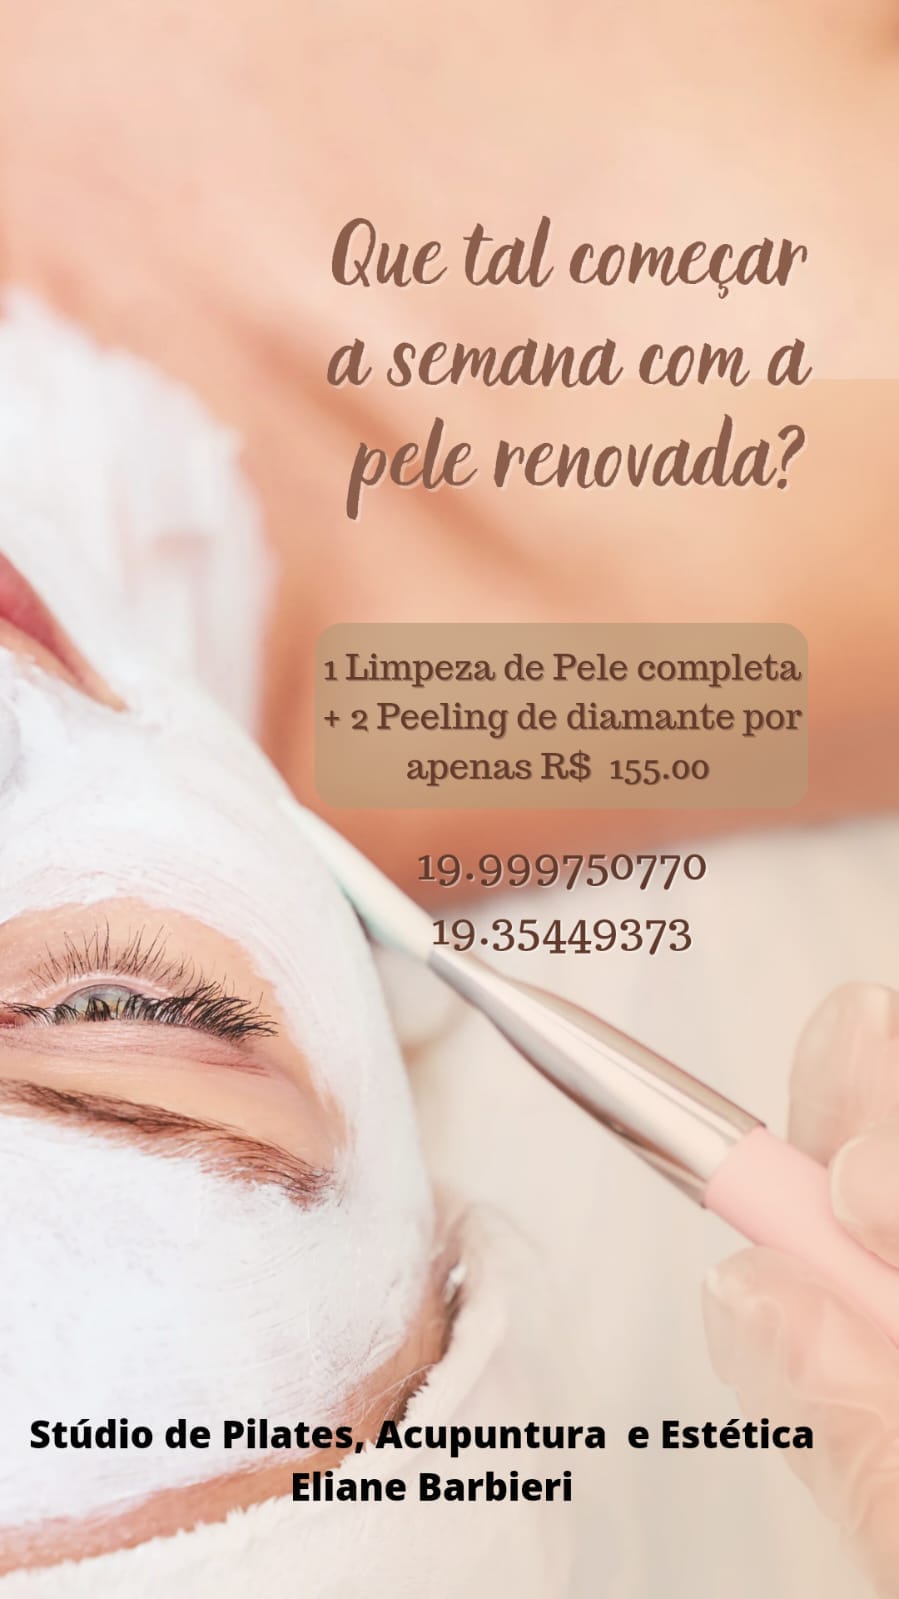 Que tal começar
a semana com a
pele renovada?
1 Limpeza de Pele completa
+ 2 Peeling de diamante por
apenas R$ 155.00
19.999750770
19.35449373
Stúdio de Pilates, Acupuntura e Estética
Eliane Barbieri